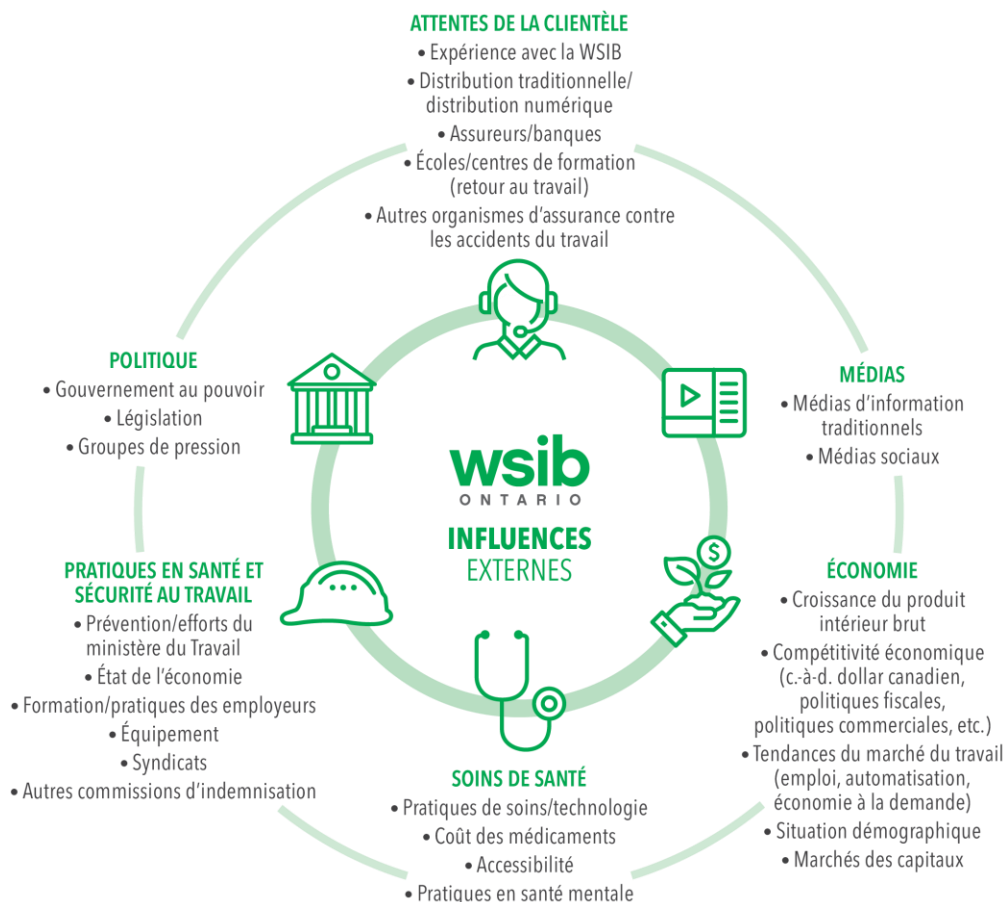 ATTENTES DE LA CLIENTÈLE
• Expérience avec la WSIB
• Distribution traditionnelle/
distribution numérique
• Assureurs/banques
• Écoles/centres de formation
(retour au travail)
• Autres organismes d'assurance contre
les accidents du travail
POLITIQUE
• Gouvernement au pouvoir
• Législation
• Groupes de pression
MÉDIAS
• Médias d'information
traditionnels
• Médias sociaux
wsib
ONTARIO
INFLUENCES
EXTERNES
PRATIQUES EN SANTÉ ET
SÉCURITÉ AU TRAVAIL
• Prévention/efforts du
ministère du Travail
• État de l'économie
• Formation/pratiques des employeurs
• Équipement
• Syndicats
• Autres commissions d'indemnisation
$
ÉCONOMIE
• Croissance du produit
intérieur brut
• Compétitivité économique
(c.-à-d. dollar canadien,
politiques fiscales,
politiques commerciales, etc.)
• Tendances du marché du travail
(emploi, automatisation,
économie à la demande)
• Situation démographique
• Marchés des capitaux
SOINS DE SANTÉ
• Pratiques de soins/technologie
• Coût des médicaments
• Accessibilité
• Pratiques en santé mentale